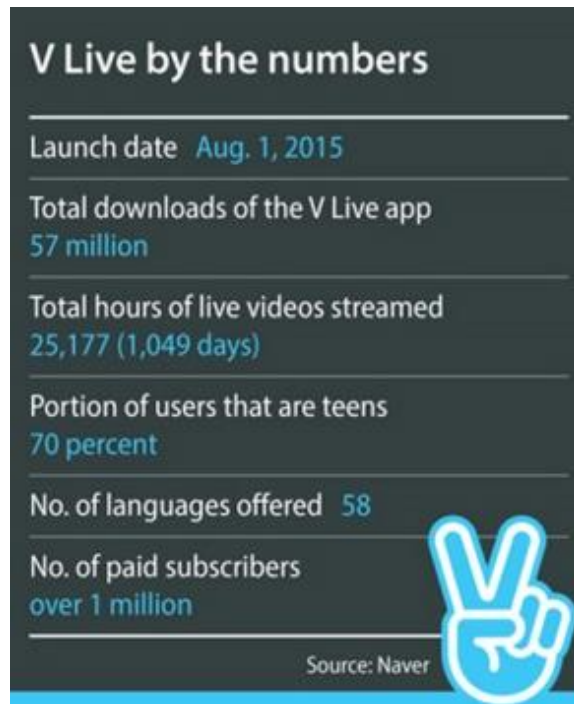 V Live by the numbers
Launch date Aug. 1, 2015
Total downloads of the V Live app
57 million
Total hours of live videos streamed
25,177 (1,049 days)
Portion of users that are teens
70 percent
No. of languages offered 58
No. of paid subscribers
over 1 million
Source: Naver